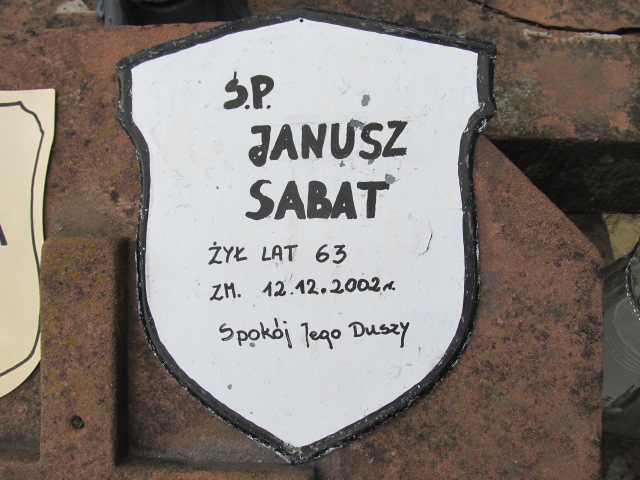 Ś.P.
JANUSZ
SABAT
ŻYŁ LAT 63
ZM. 12.12.2002r.
Spokój Jego Duszy